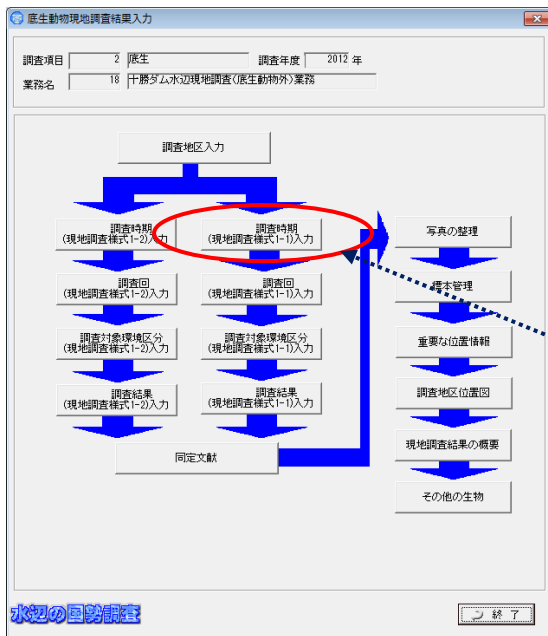 底生動物現地調査結果入力
調査項目 2 底生 調査年度 2012 年
業務名 18 十勝ダム水辺現地調査(底生動物外)業務
調査地区入力
調査時期
(現地調査様式1-2)入力
調査回
(現地調査様式1-2)入力
調査対象環境区分
(現地調査様式1-2)入力
調査結果
(現地調査様式1-2)入力
調査時期
(現地調査様式1-1)入力
調査回
(現地調査様式1-1)入力
調査対象環境区分
(現地調査様式1-1)入力
調査結果
(現地調査様式1-1)入力
同定文献
写真の整理
標本管理
重要な位置情報
調査地区位置図
現地調査結果の概要
その他の生物
水辺の国勢調査
終 了